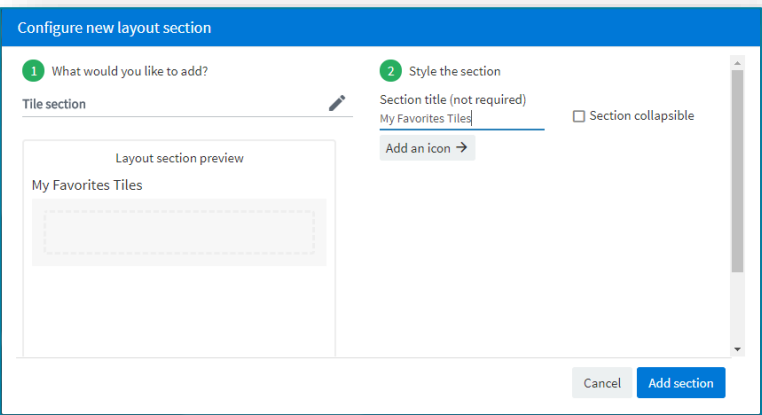 Configure new layout section
1 What would you like to add?
Tile section
Layout section preview
My Favorites Tiles
2 Style the section
Section title (not required)
My Favorites Tiles
Section collapsible
Add an icon →
Cancel
Add section